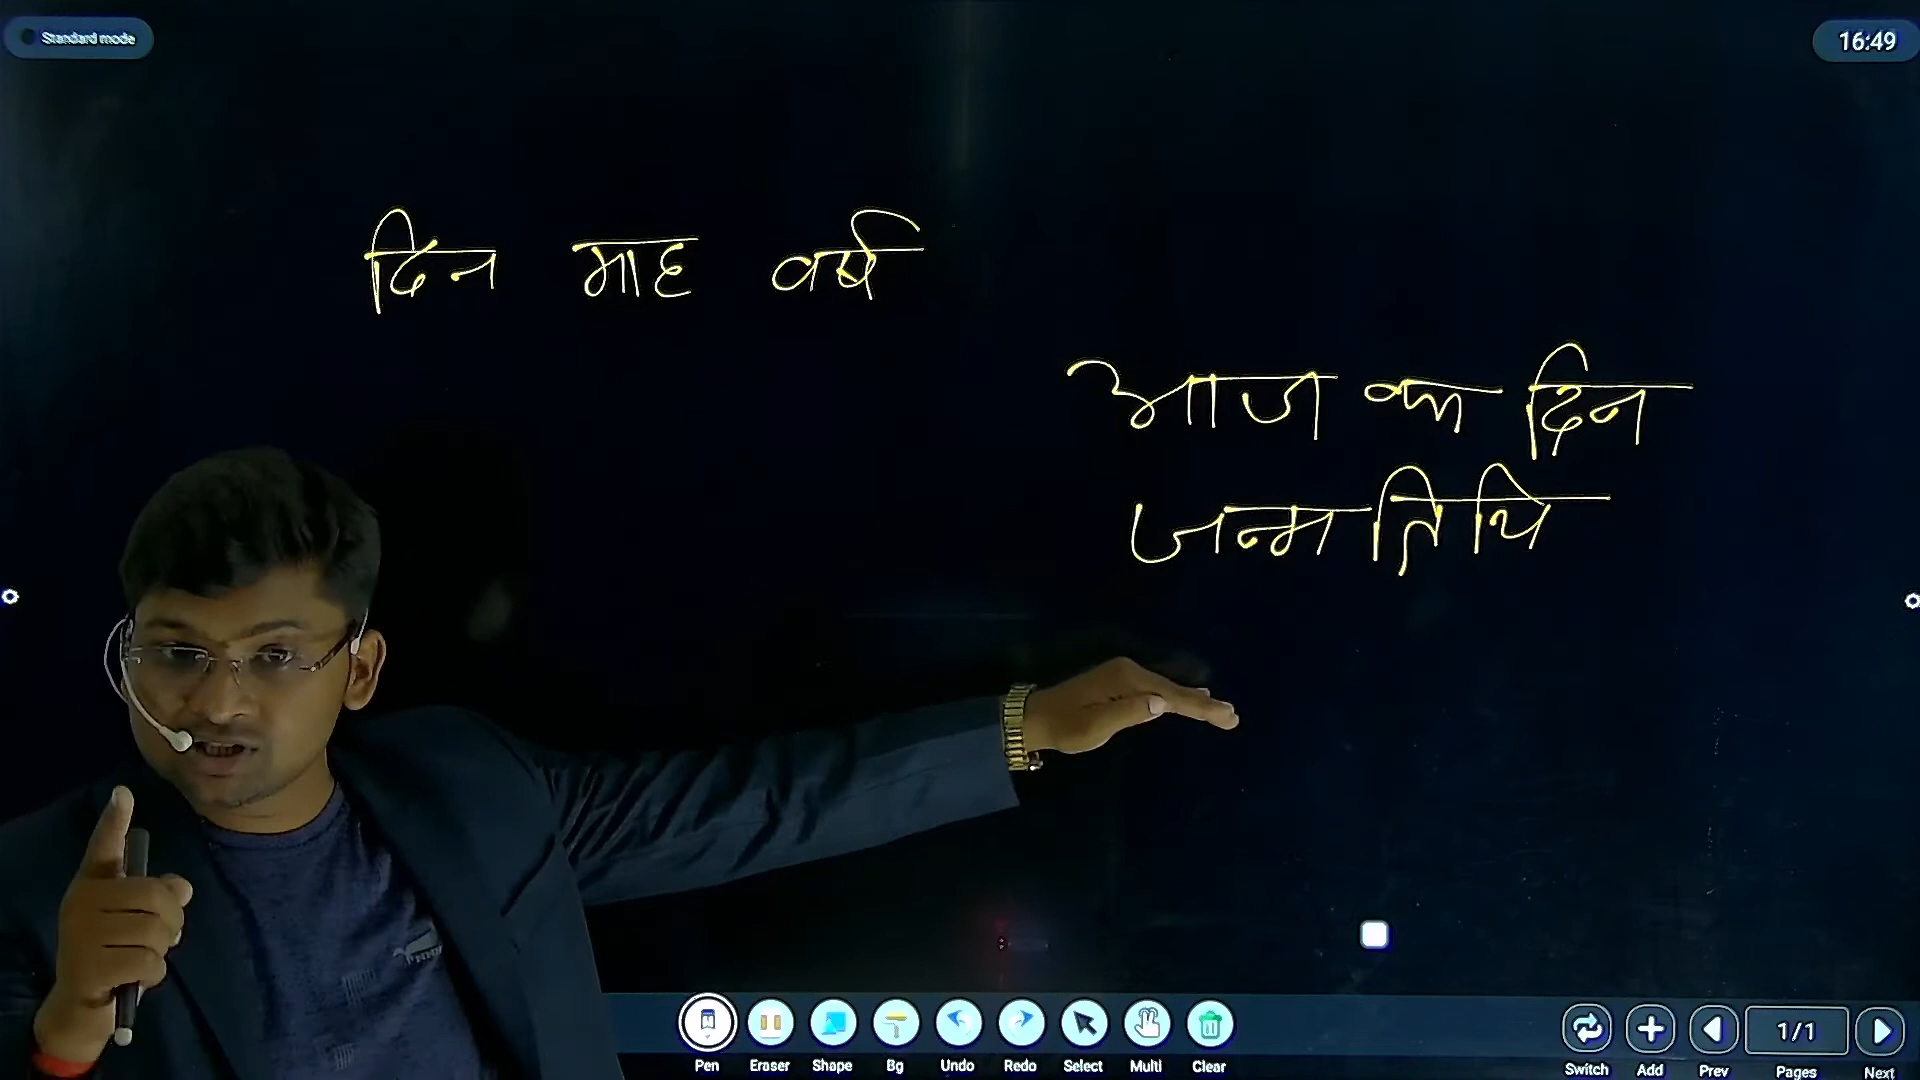 Standard mode
16:49
दिन माह वर्ष
आज का दिन
जन्म तिथि
Pen Eraser Shape Bg Undo Redo Select Multi Clear
Switch Add Prev 1/1 Pages Next